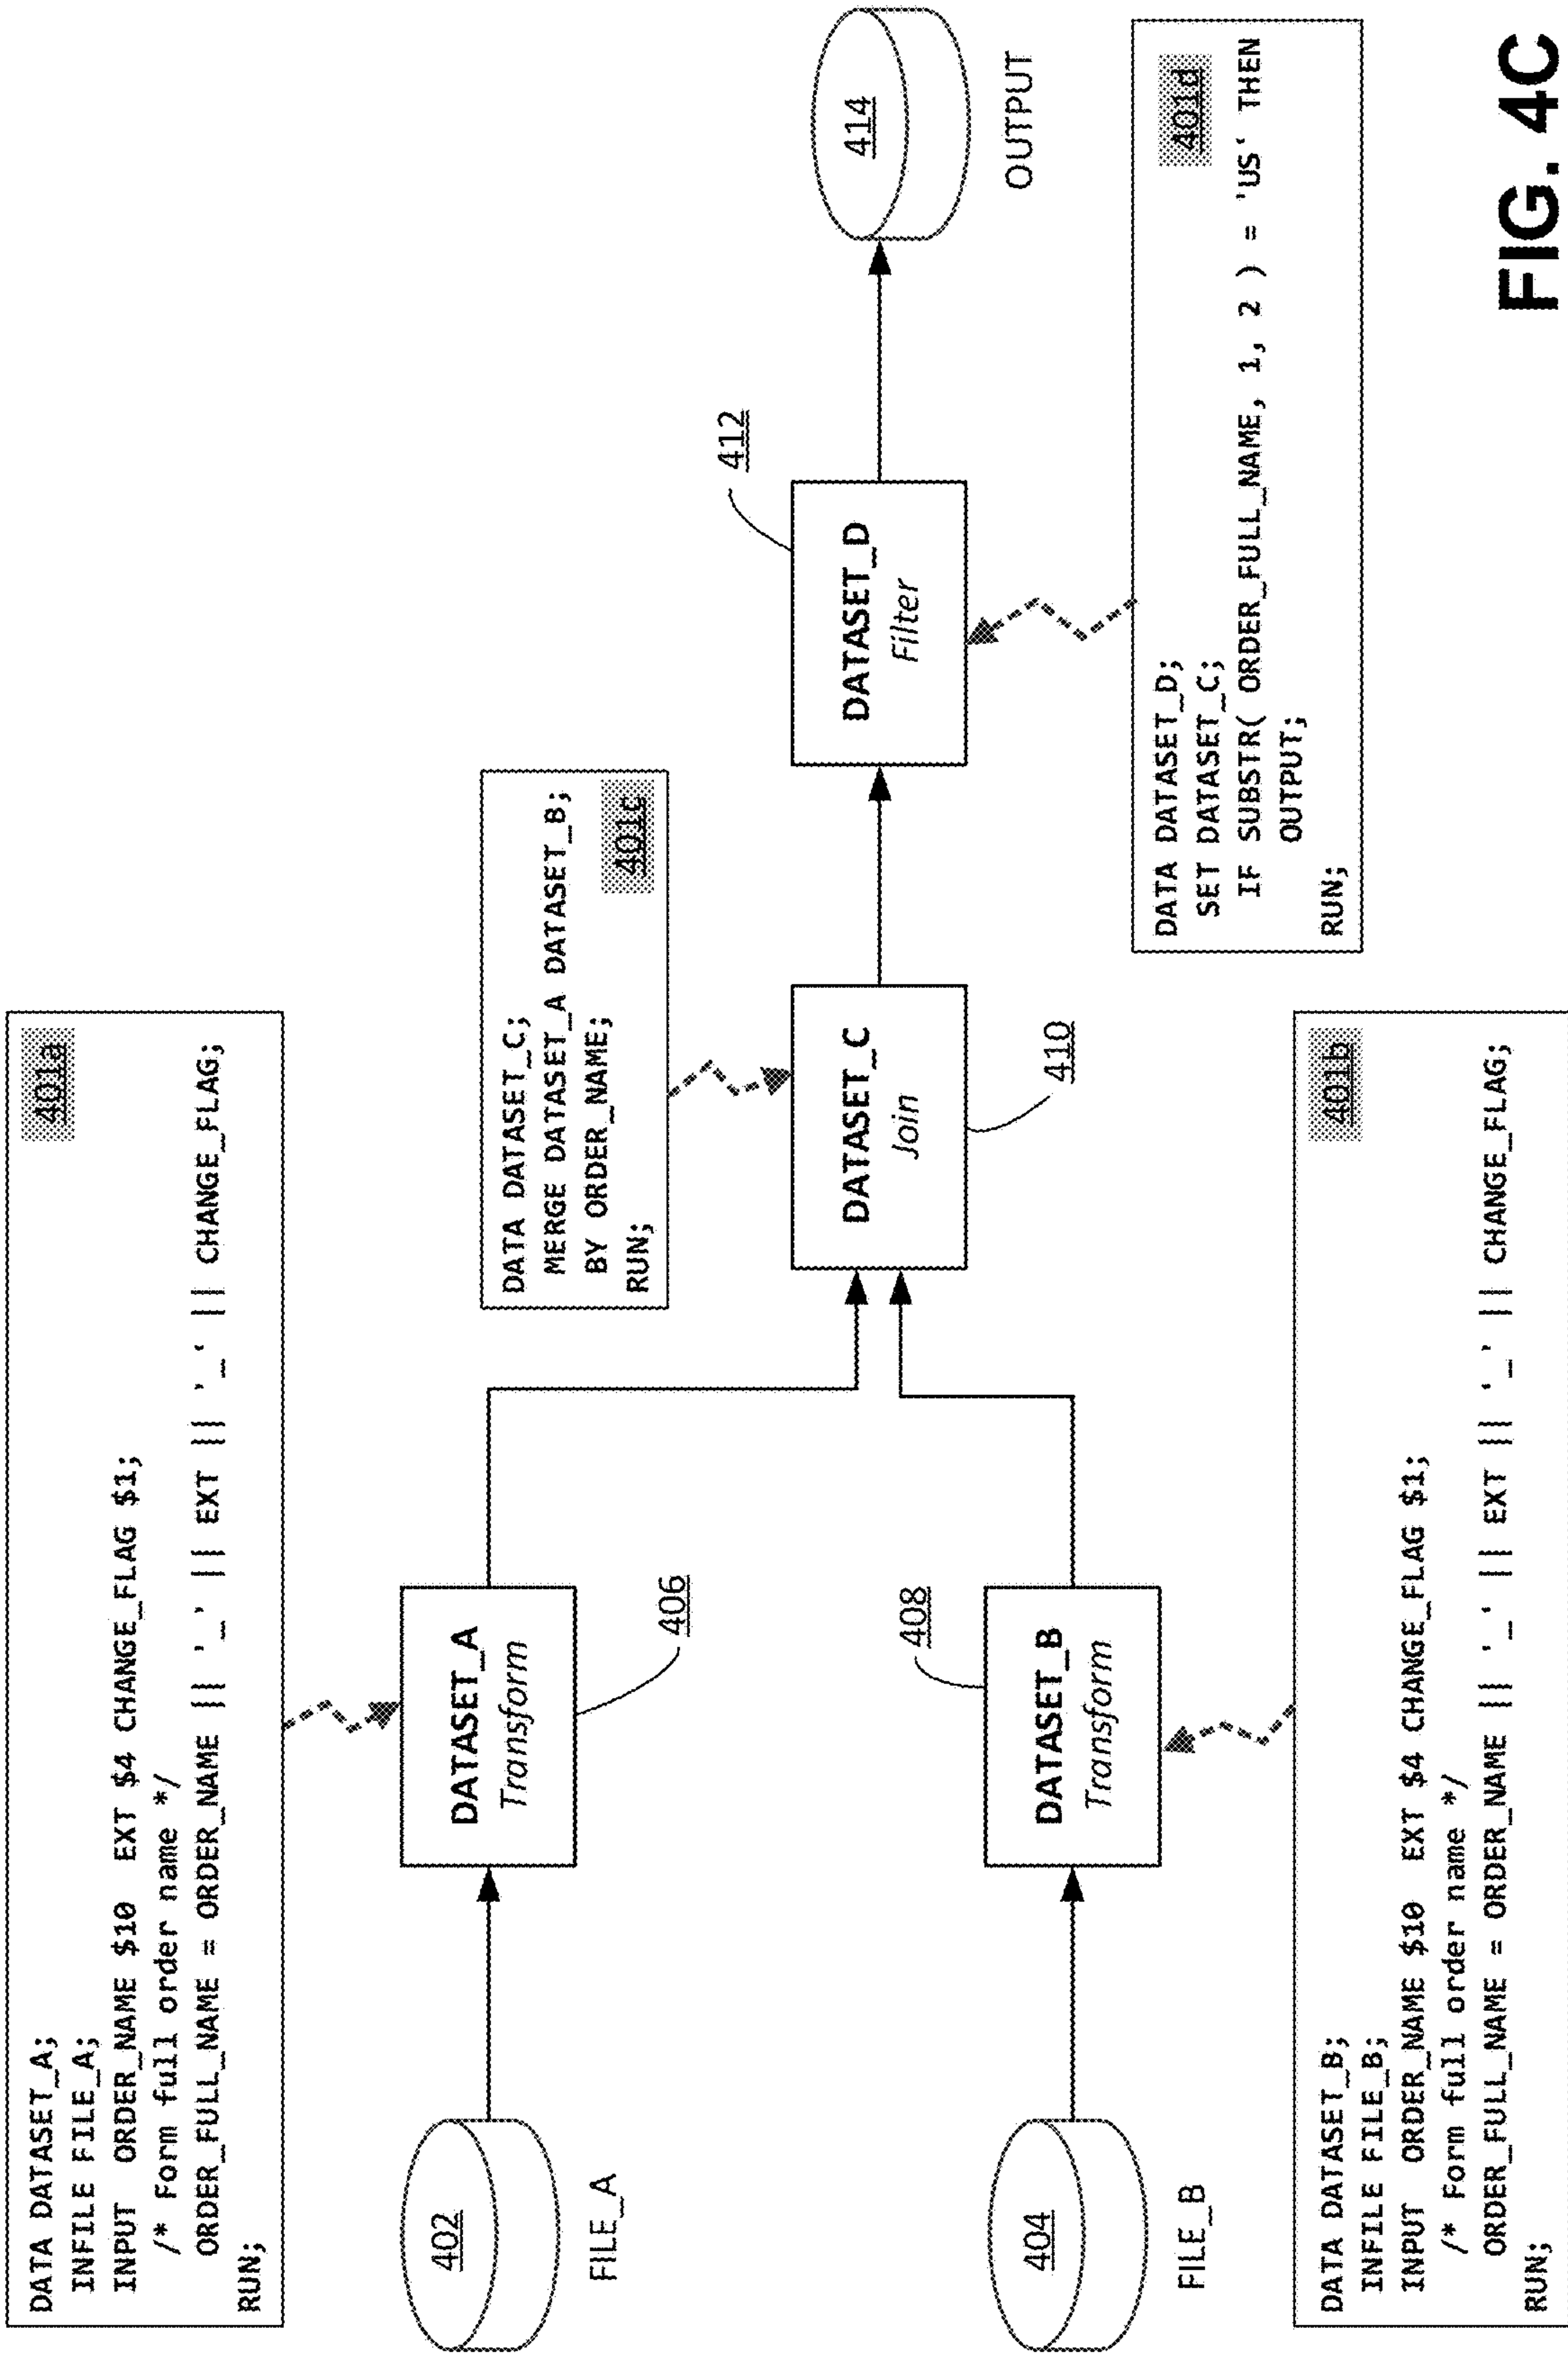 DATA DATASET_A;
INFILE FILE_A;
INPUT ORDER_NAME $10 EXT $4 CHANGE_FLAG $1;
/* Form full order name */
ORDER_FULL_NAME = ORDER_NAME || '_' || EXT || '_' || CHANGE_FLAG;
RUN;
401a
402
FILE_A
DATASET_A
Transform
406
DATA DATASET_C;
MERGE DATASET_A DATASET_B;
BY ORDER_NAME;
RUN;
401c
DATASET_C
Join
410
412
DATASET_D
Filter
414
OUTPUT
404
FILE_B
408
DATASET_B
Transform
DATA DATASET_D;
SET DATASET_C;
IF SUBSTR( ORDER_FULL_NAME, 1, 2 ) = 'US' THEN
OUTPUT;
RUN;
401d
DATA DATASET_B;
INFILE FILE_B;
INPUT ORDER_NAME $10 EXT $4 CHANGE_FLAG $1;
/* Form full order name */
ORDER_FULL_NAME = ORDER_NAME || '_' || EXT || '_' || CHANGE_FLAG;
RUN;
401b
FIG. 4C